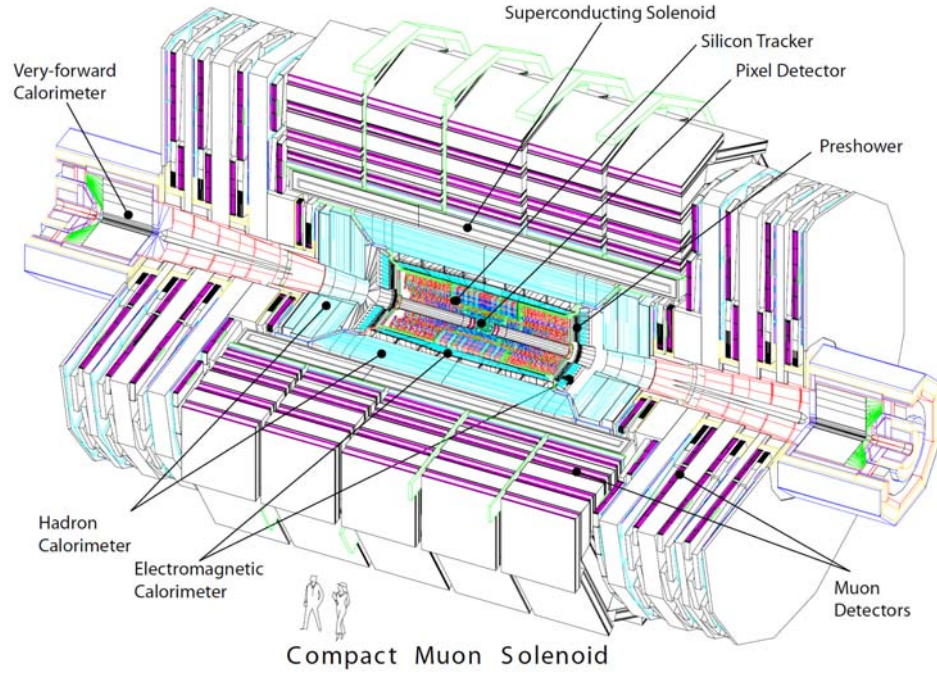 Superconducting Solenoid
Silicon Tracker
Very-forward
Calorimeter
Pixel Detector
Preshower
Hadron
Calorimeter
Electromagnetic
Calorimeter
Muon
Detectors
Compact Muon Solenoid